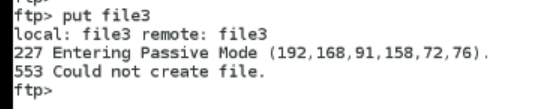 ftp> put file3
local: file3 remote: file3
227 Entering Passive Mode (192,168,91,158,72,76).
553 Could not create file.
ftp>